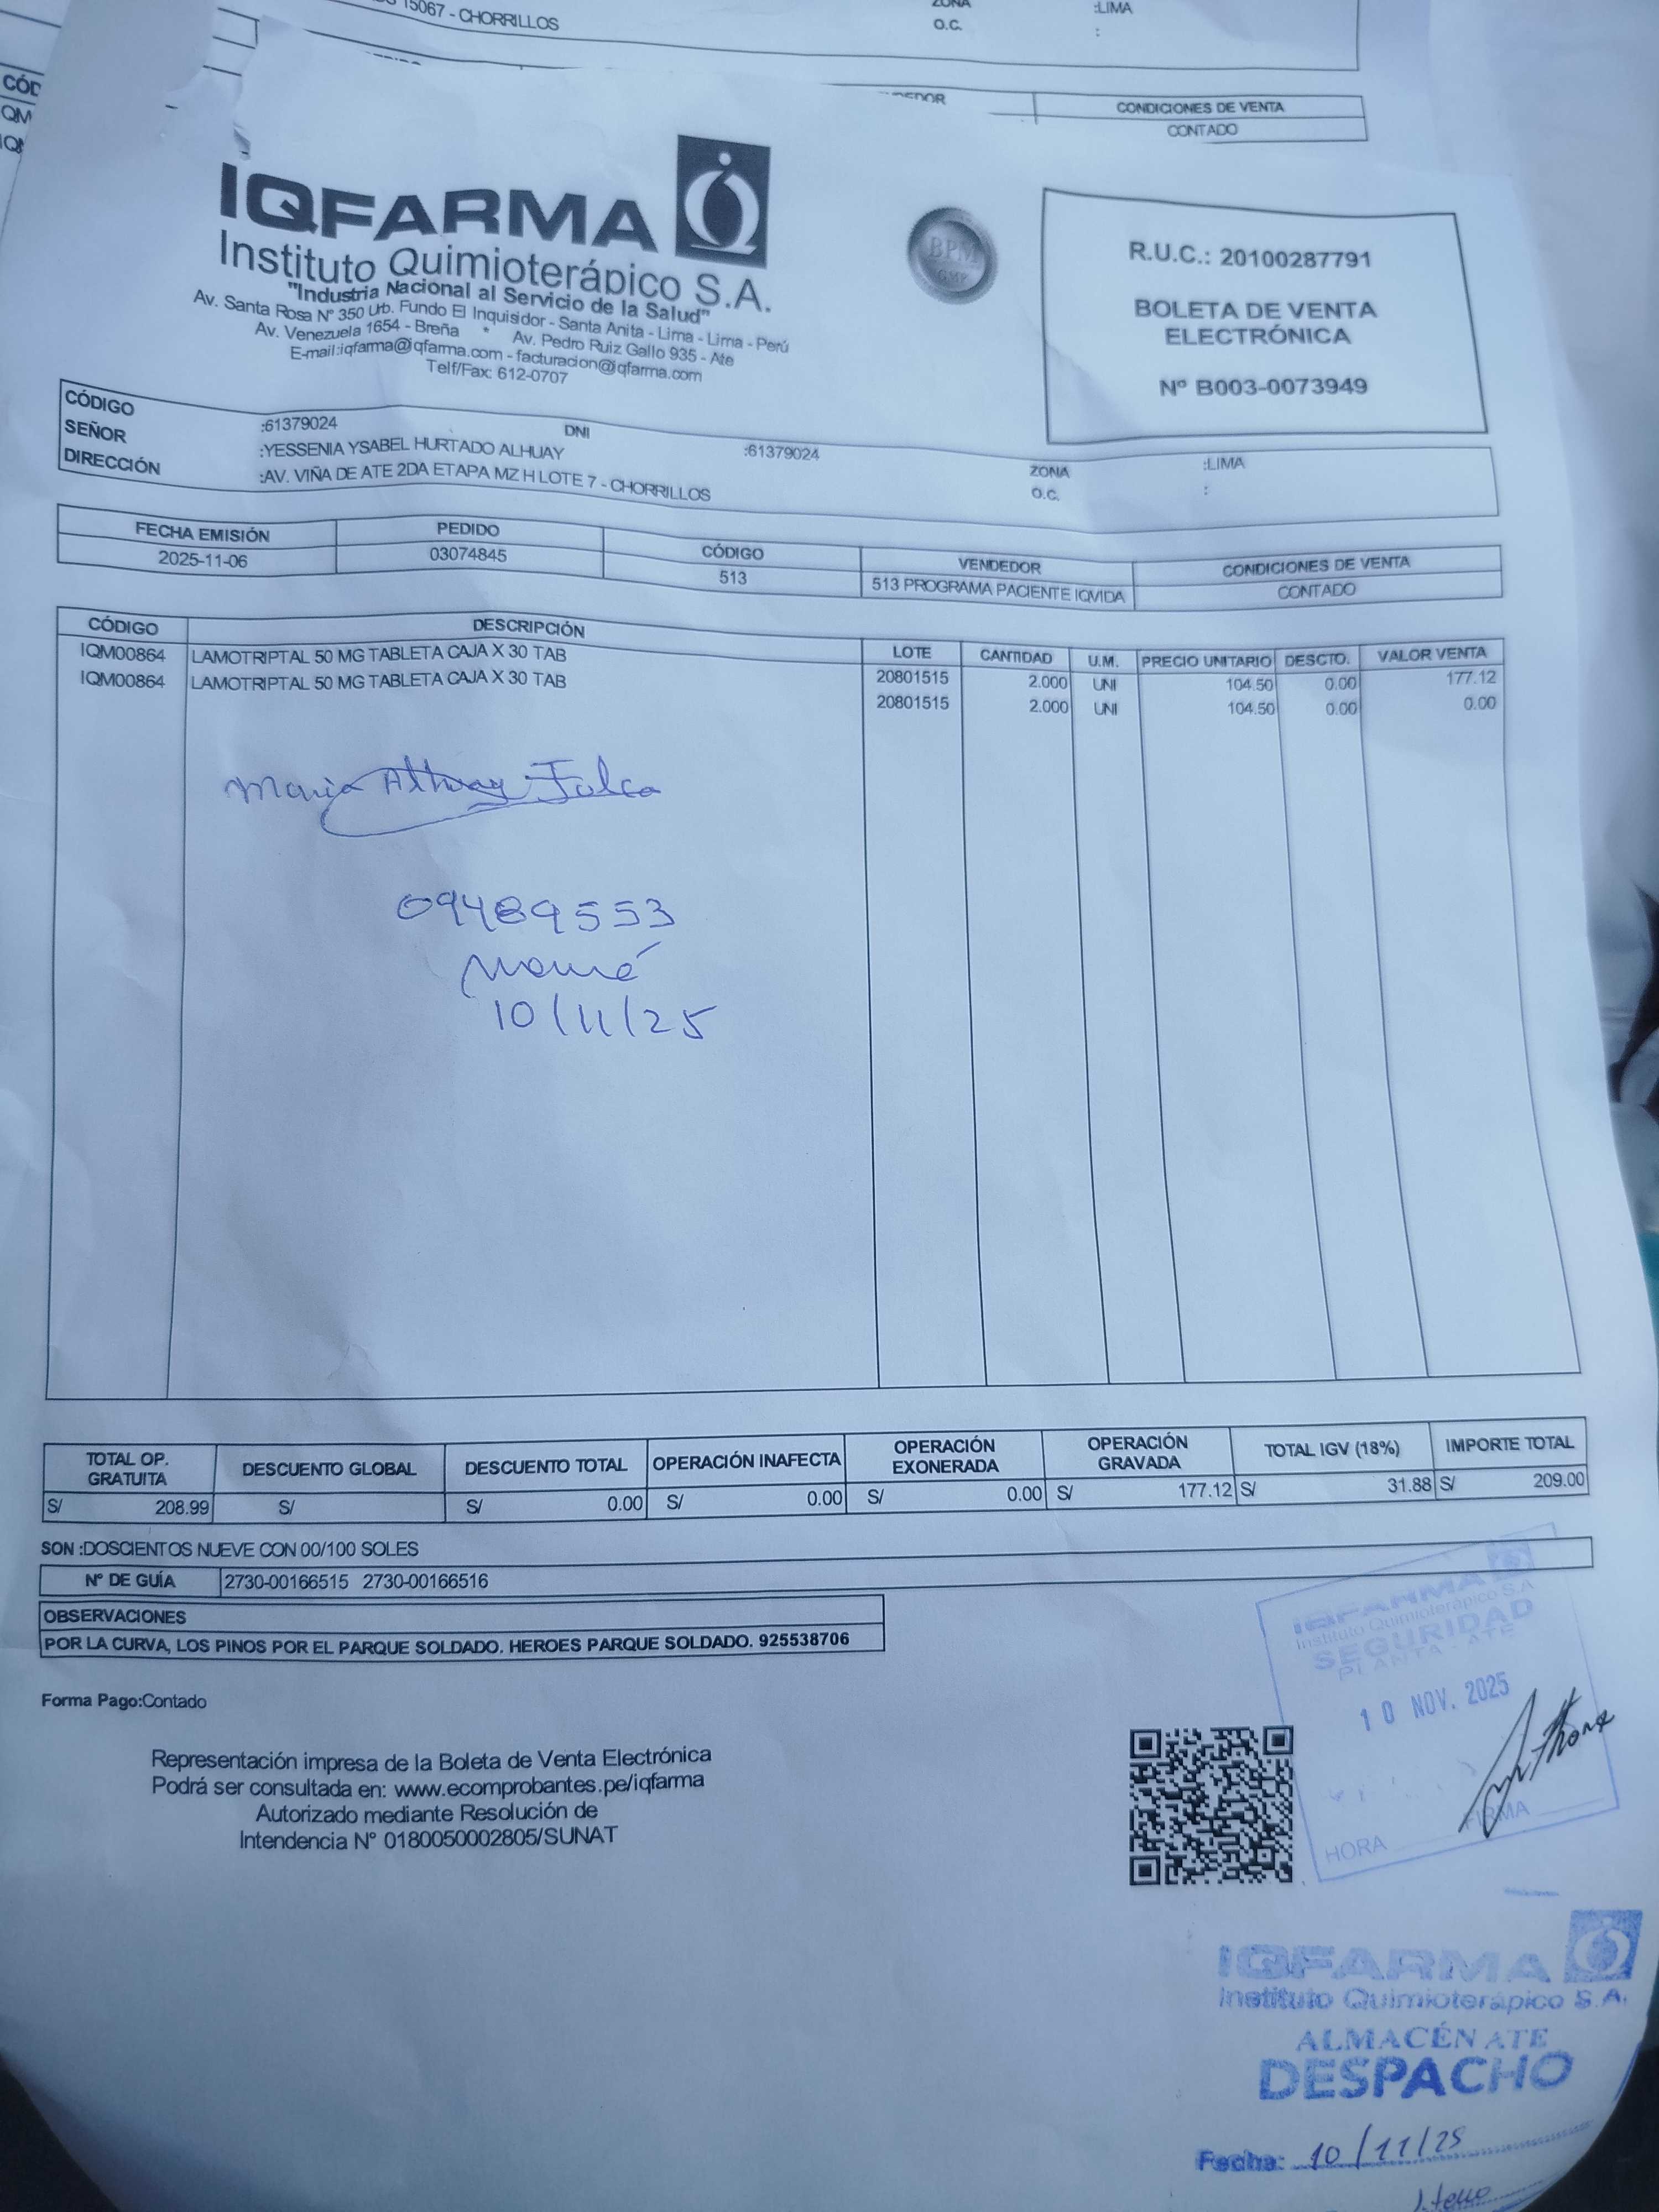 15067 - CHORRILLOS
ZONA :LIMA
O.C. :
CONDICIONES DE VENTA
CONTADO
IQFARMA
Instituto Quimioterápico S.A.
"Industria Nacional al Servicio de la Salud"
Av. Santa Rosa N° 350 Urb. Fundo El Inquisidor - Santa Anita - Lima - Lima - Perú
Av. Venezuela 1654 - Breña * Av. Pedro Ruiz Gallo 935 - Ate
E-mail:iqfarma@iqfarma.com - facturacion@iqfarma.com
Telf/Fax: 612-0707
BPM
GMP
R.U.C.: 20100287791
BOLETA DE VENTA
ELECTRÓNICA
Nº B003-0073949
CÓDIGO :61379024 DNI :61379024
SEÑOR :YESSENIA YSABEL HURTADO ALHUAY ZONA :LIMA
DIRECCIÓN :AV. VIÑA DE ATE 2DA ETAPA MZ H LOTE 7 - CHORRILLOS O.C. :
FECHA EMISIÓN PEDIDO CÓDIGO VENDEDOR CONDICIONES DE VENTA
2025-11-06 03074845 513 513 PROGRAMA PACIENTE IQVIDA CONTADO
CÓDIGO DESCRIPCIÓN LOTE CANTIDAD U.M. PRECIO UNITARIO DESCTO. VALOR VENTA
IQM00864 LAMOTRIPTAL 50 MG TABLETA CAJA X 30 TAB 20801515 2.000 UNI 104.50 0.00 177.12
IQM00864 LAMOTRIPTAL 50 MG TABLETA CAJA X 30 TAB 20801515 2.000 UNI 104.50 0.00 0.00
Maria Alhuay
09489553
Mamá
10/11/25
TOTAL OP. GRATUITA DESCUENTO GLOBAL DESCUENTO TOTAL OPERACIÓN INAFECTA OPERACIÓN EXONERADA OPERACIÓN GRAVADA TOTAL IGV (18%) IMPORTE TOTAL
S/ 208.99 S/ S/ 0.00 S/ 0.00 S/ 0.00 S/ 177.12 S/ 31.88 S/ 209.00
SON :DOSCIENTOS NUEVE CON 00/100 SOLES
N° DE GUÍA 2730-00166515 2730-00166516
OBSERVACIONES
POR LA CURVA, LOS PINOS POR EL PARQUE SOLDADO. HEROES PARQUE SOLDADO. 925538706
Forma Pago:Contado
Representación impresa de la Boleta de Venta Electrónica
Podrá ser consultada en: www.ecomprobantes.pe/iqfarma
Autorizado mediante Resolución de
Intendencia N° 0180050002805/SUNAT
IQFARMA
Instituto Quimioterápico S.A
SEGURIDAD
PLANTA - ATE
10 NOV. 2025
HORA FIRMA
IQFARMA
Instituto Quimioterápico S.A.
ALMACÉN ATE
DESPACHO
Fecha: 10/11/25